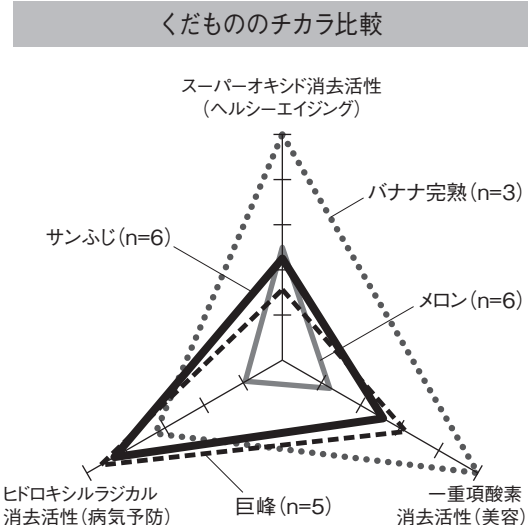 くだもののチカラ比較
スーパーオキシド消去活性
（ヘルシーエイジング）
バナナ完熟（n=3）
サンふじ（n=6）
メロン（n=6）
ヒドロキシルラジカル
消去活性（病気予防）
巨峰（n=5）
一重項酸素
消去活性（美容）